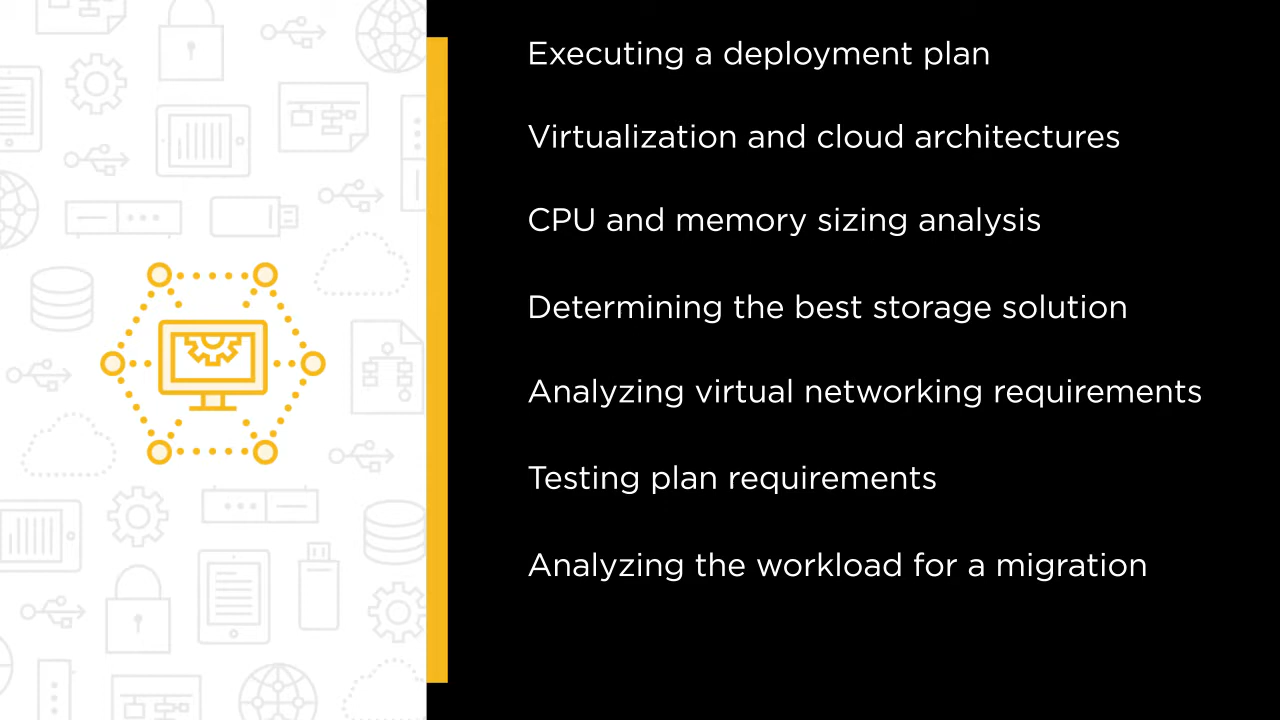 Executing a deployment plan
Virtualization and cloud architectures
CPU and memory sizing analysis
Determining the best storage solution
Analyzing virtual networking requirements
Testing plan requirements
Analyzing the workload for a migration